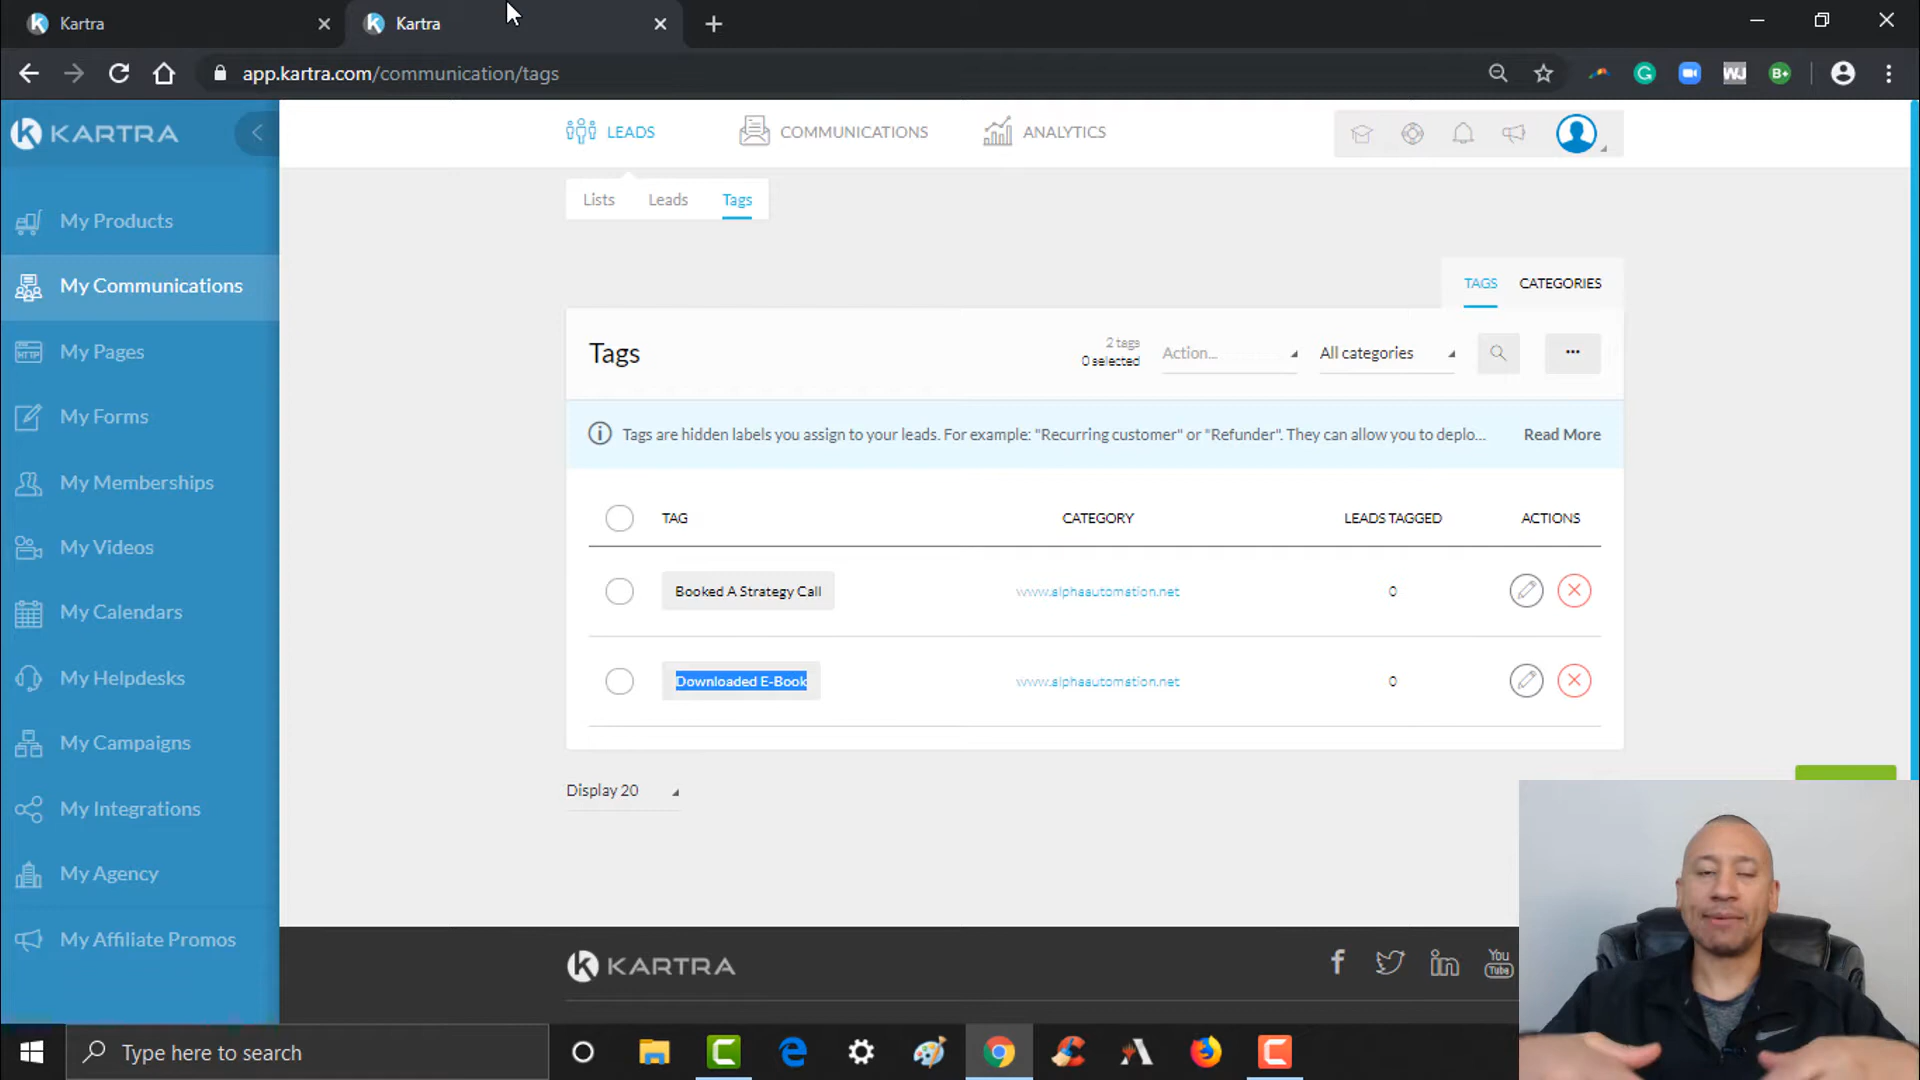 Kartra
Kartra
app.kartra.com/communication/tags
KARTRA
LEADS
COMMUNICATIONS
ANALYTICS
Lists
Leads
Tags
My Products
My Communications
My Pages
My Forms
My Memberships
My Videos
My Calendars
My Helpdesks
My Campaigns
My Integrations
My Agency
My Affiliate Promos
TAGS
CATEGORIES
Tags
2 tags
0 selected
Action...
All categories
Tags are hidden labels you assign to your leads. For example: "Recurring customer" or "Refunder". They can allow you to deplo...
Read More
TAG
CATEGORY
LEADS TAGGED
ACTIONS
Booked A Strategy Call
www.alphaautomation.net
0
Downloaded E-Book
www.alphaautomation.net
0
Display 20
KARTRA
You
Tube
Type here to search